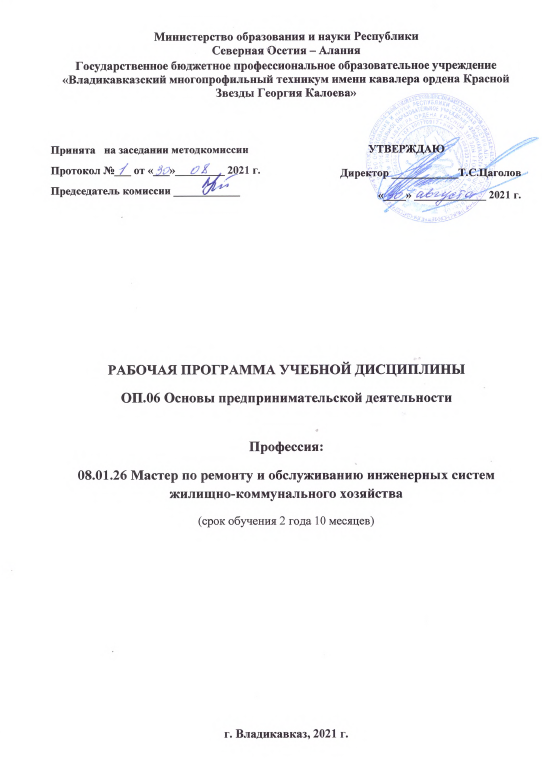 Министерство образования и науки Республики
Северная Осетия – Алания
Государственное бюджетное профессиональное образовательное учреждение
«Владикавказский многопрофильный техникум имени кавалера ордена Красной
Звезды Георгия Калоева»
Принята на заседании методкомиссии
Протокол № 1 от «30» 08 2021 г.
Председатель комиссии
УТВЕРЖДАЮ
Директор Т.Є.Цаголов
«30» августа 2021 г.
РАБОЧАЯ ПРОГРАММА УЧЕБНОЙ ДИСЦИПЛИНЫ
ОП.06 Основы предпринимательской деятельности
Профессия:
08.01.26 Мастер по ремонту и обслуживанию инженерных систем
жилищно-коммунального хозяйства
(срок обучения 2 года 10 месяцев)
г. Владикавказ, 2021 г.